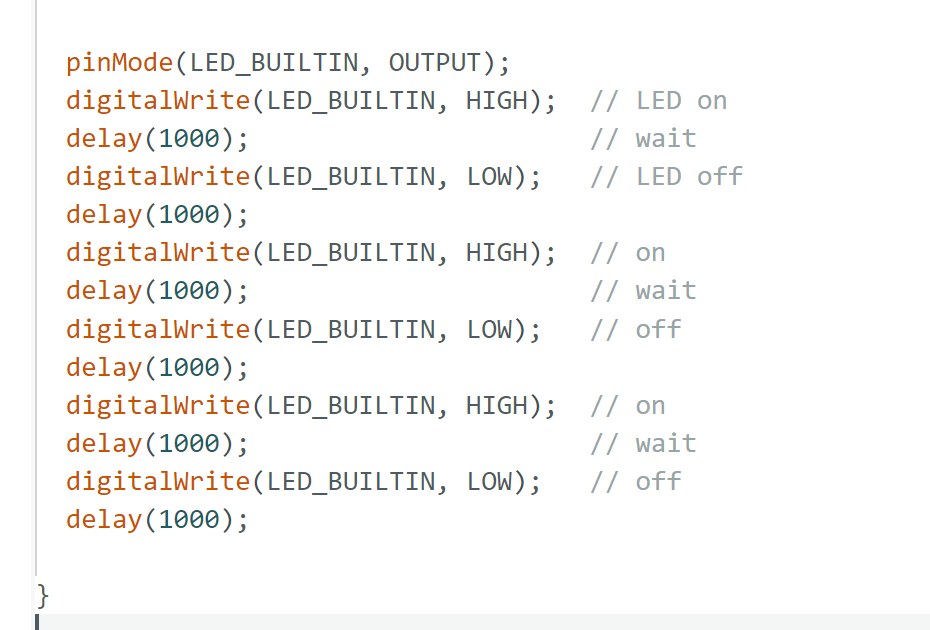 pinMode(LED_BUILTIN, OUTPUT);
digitalWrite(LED_BUILTIN, HIGH);  // LED on
delay(1000);                      // wait
digitalWrite(LED_BUILTIN, LOW);   // LED off
delay(1000);
digitalWrite(LED_BUILTIN, HIGH);  // on
delay(1000);                      // wait
digitalWrite(LED_BUILTIN, LOW);   // off
delay(1000);
digitalWrite(LED_BUILTIN, HIGH);  // on
delay(1000);                      // wait
digitalWrite(LED_BUILTIN, LOW);   // off
delay(1000);
}